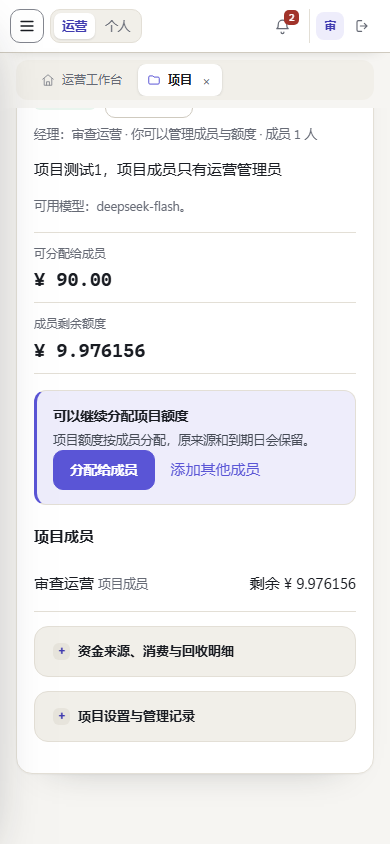 运营 个人 2 审
运营工作台 项目 ×
经理：审查运营 · 你可以管理成员与额度 · 成员 1 人
项目测试1，项目成员只有运营管理员
可用模型：deepseek-flash。
可分配给成员
¥ 90.00
成员剩余额度
¥ 9.976156
可以继续分配项目额度
项目额度按成员分配，原来源和到期日会保留。
分配给成员 添加其他成员
项目成员
审查运营 项目成员 剩余 ¥ 9.976156
+ 资金来源、消费与回收明细
+ 项目设置与管理记录